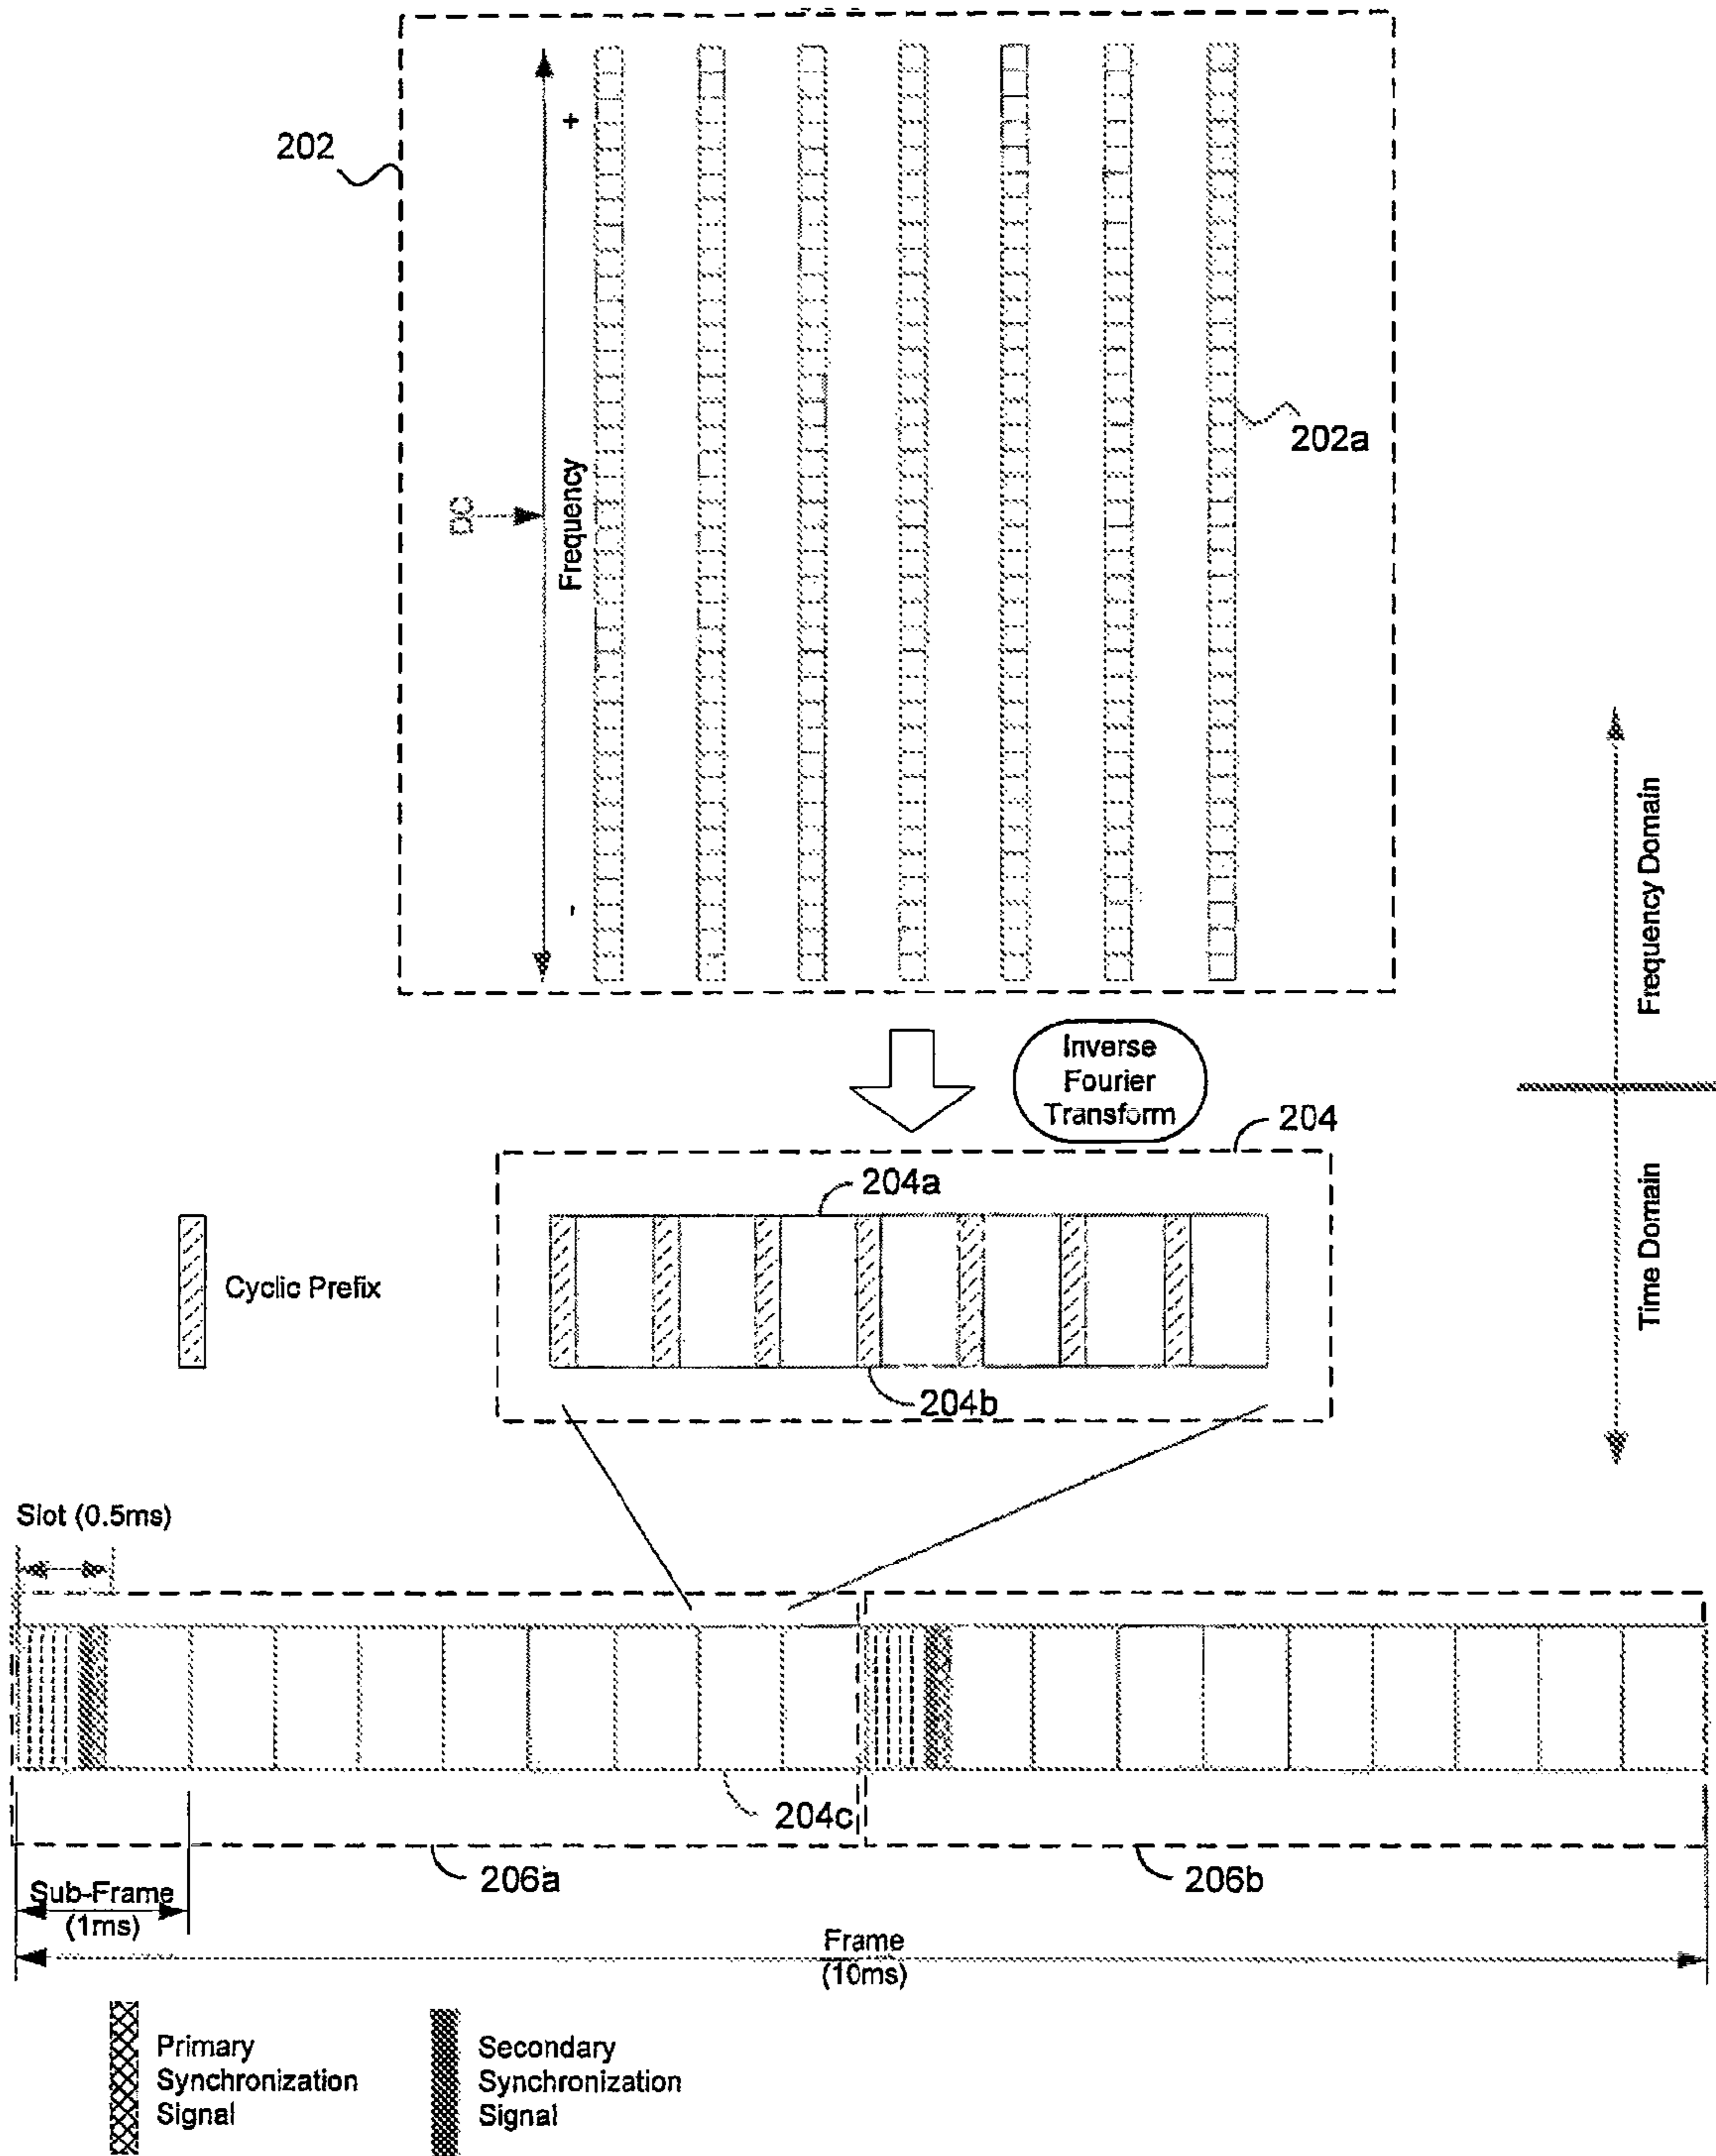 202
+
DC
Frequency
-
202a
Frequency Domain
Inverse
Fourier
Transform
204
204a
Time Domain
Cyclic Prefix
204b
Slot (0.5ms)
204c
206a
206b
Sub-Frame
(1ms)
Frame
(10ms)
Primary
Synchronization
Signal
Secondary
Synchronization
Signal